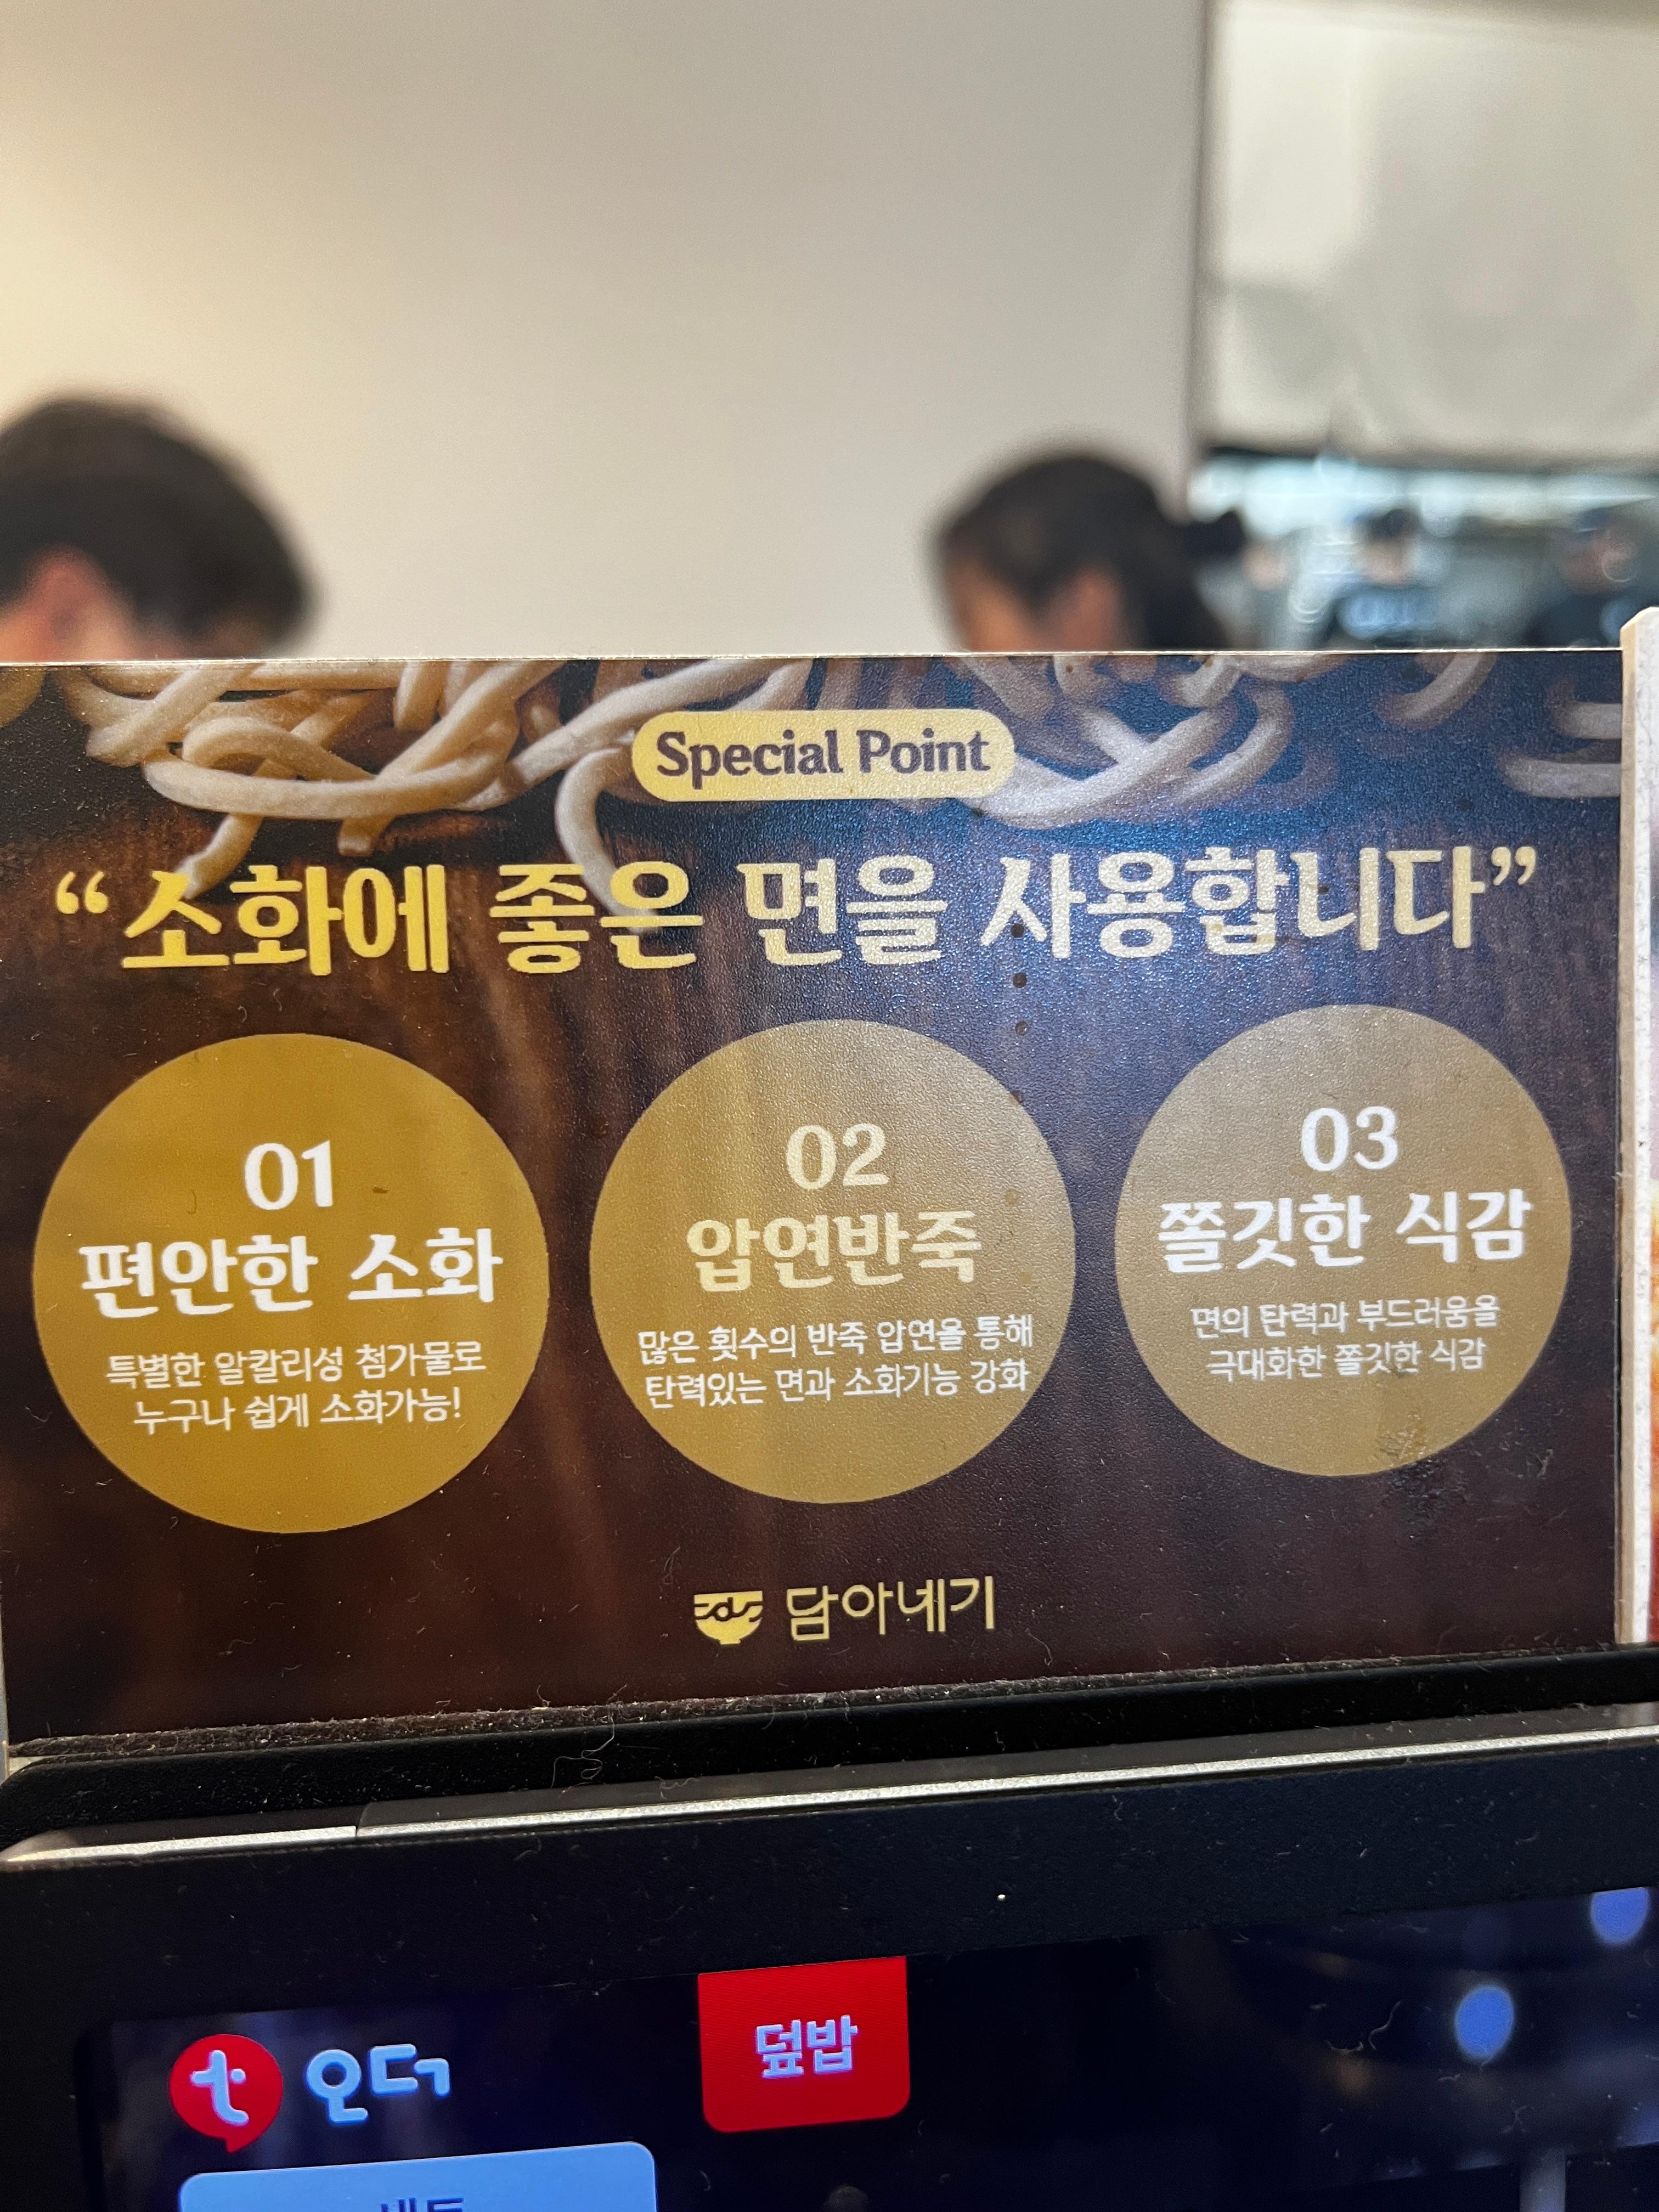 Special Point
“소화에 좋은 면을 사용합니다”
01
편안한 소화
특별한 알칼리성 첨가물로
누구나 쉽게 소화가능!
02
압연반죽
많은 횟수의 반죽 압연을 통해
탄력있는 면과 소화기능 강화
03
쫄깃한 식감
면의 탄력과 부드러움을
극대화한 쫄깃한 식감
담아네기
t 오더
덮밥